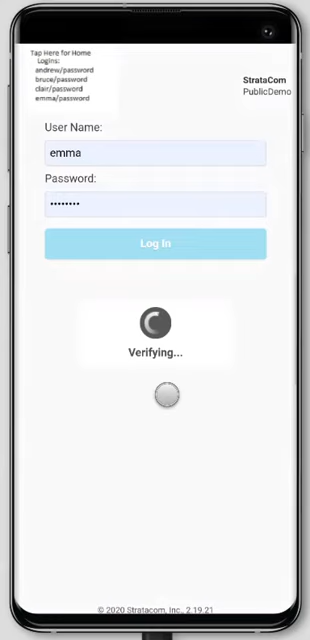 Tap Here for Home
Logins:
andrew/password
bruce/password
clair/password
emma/password
StrataCom
PublicDemo
User Name:
emma
Password:
••••••••
Log In
Verifying...
© 2020 Stratacom, Inc., 2.19.21